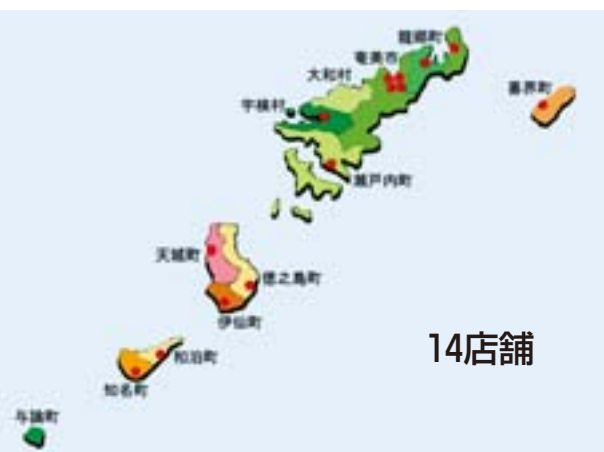 龍郷町
奄美市
大和村
喜界町
宇検村
瀬戸内町
天城町
徳之島町
伊仙町
14店舗
和泊町
知名町
与論町